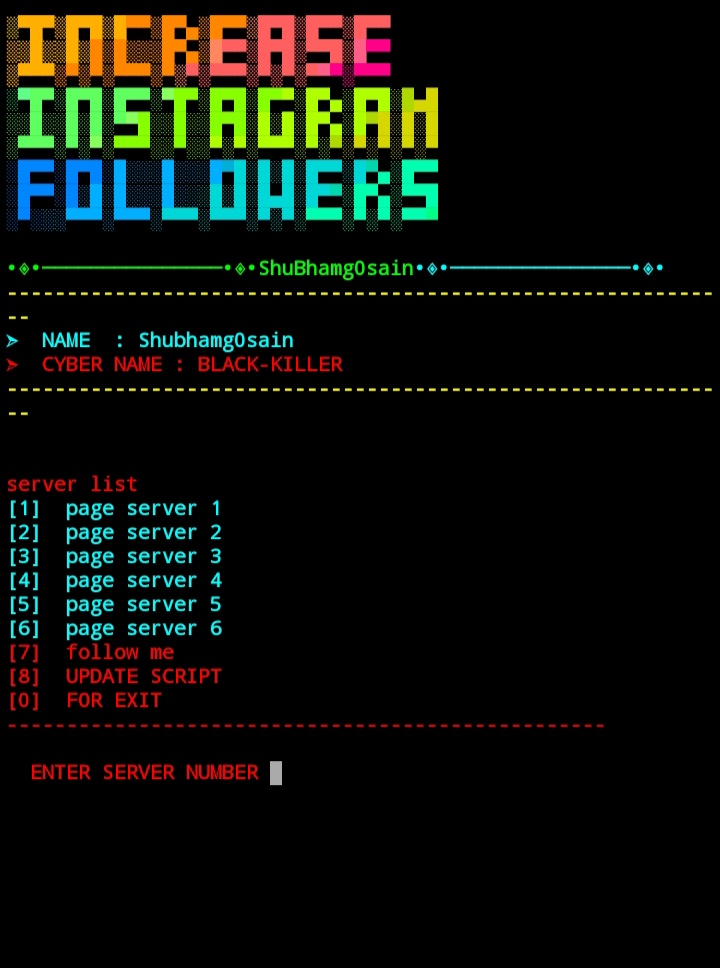 INCREASE
INSTAGRAM
FOLLOWERS
•◈•───────────────•◈•ShuBhamg0sain•◈•───────────────•◈•
-----------------------------------------------------------
--
➢  NAME  : Shubhamg0sain
➢  CYBER NAME : BLACK-KILLER
-----------------------------------------------------------
--
server list
[1]  page server 1
[2]  page server 2
[3]  page server 3
[4]  page server 4
[5]  page server 5
[6]  page server 6
[7]  follow me
[8]  UPDATE SCRIPT
[0]  FOR EXIT
--------------------------------------------------
ENTER SERVER NUMBER